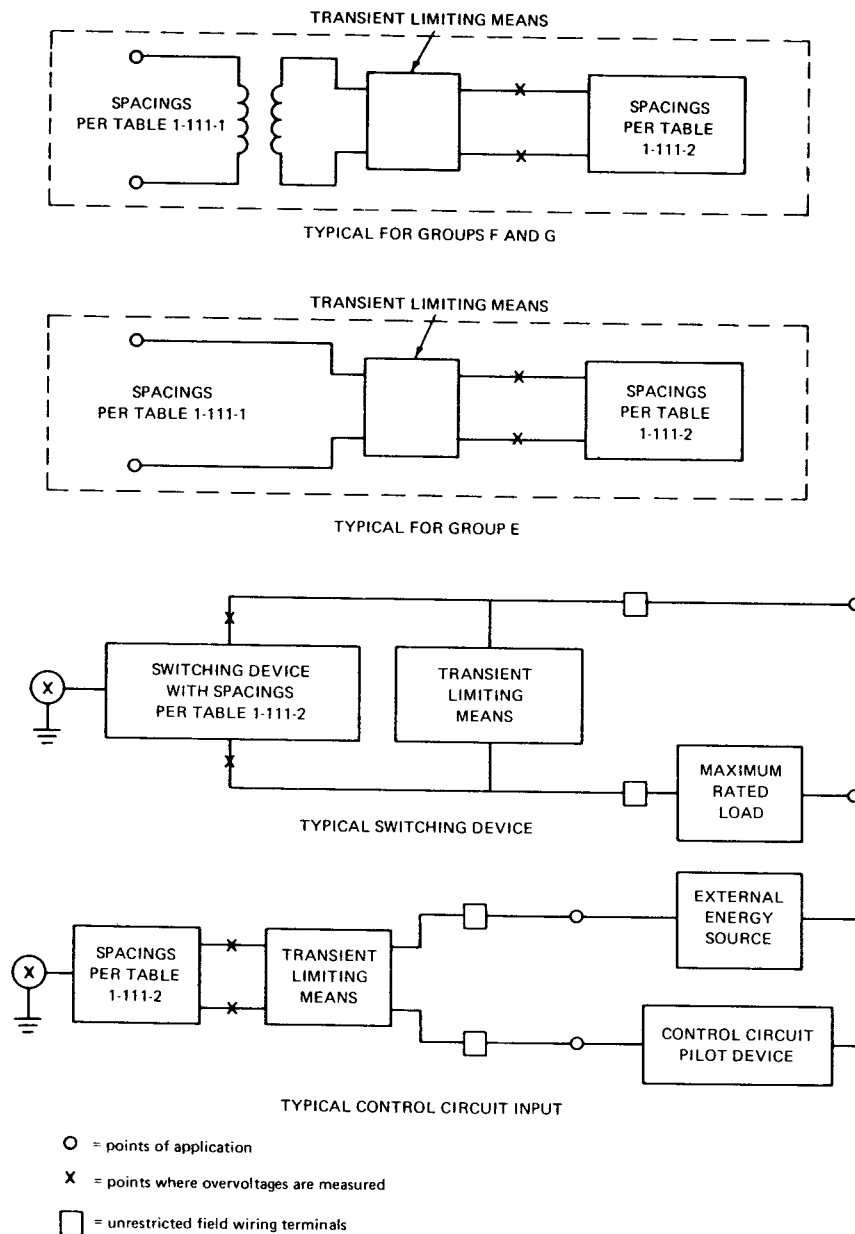 TRANSIENT LIMITING MEANS
SPACINGS
PER TABLE 1-111-1
SPACINGS
PER TABLE
1-111-2
TYPICAL FOR GROUPS F AND G
TRANSIENT LIMITING MEANS
SPACINGS
PER TABLE 1-111-1
SPACINGS
PER TABLE
1-111-2
TYPICAL FOR GROUP E
X
SWITCHING DEVICE
WITH SPACINGS
PER TABLE 1-111-2
TRANSIENT
LIMITING
MEANS
MAXIMUM
RATED
LOAD
TYPICAL SWITCHING DEVICE
X
SPACINGS
PER TABLE
1-111-2
TRANSIENT
LIMITING
MEANS
EXTERNAL
ENERGY
SOURCE
CONTROL CIRCUIT
PILOT DEVICE
TYPICAL CONTROL CIRCUIT INPUT
= points of application
X = points where overvoltages are measured
= unrestricted field wiring terminals